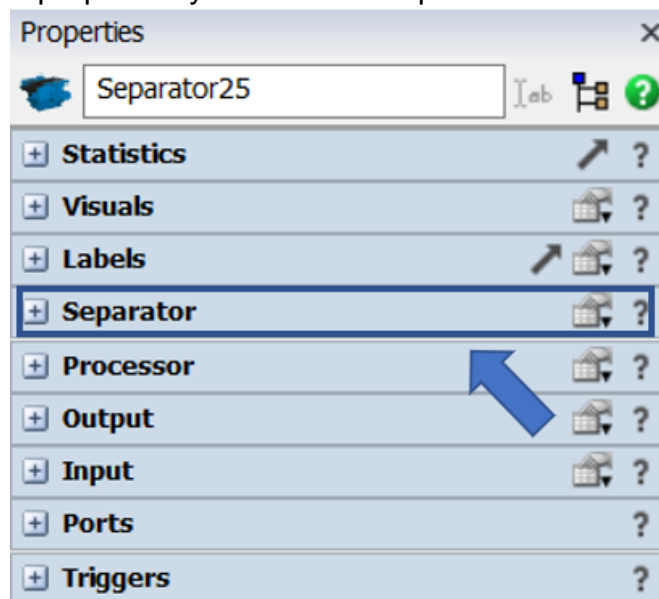 Properties
Separator25
Statistics ?
Visuals ?
Labels ?
Separator ?
Processor ?
Output ?
Input ?
Ports ?
Triggers ?